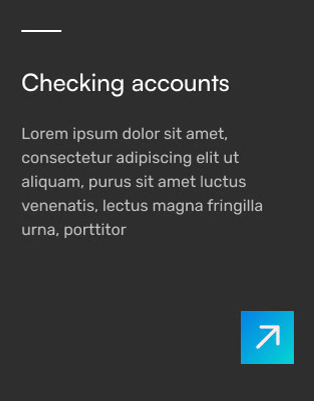 Checking accounts
Lorem ipsum dolor sit amet,
consectetur adipiscing elit ut
aliquam, purus sit amet luctus
venenatis, lectus magna fringilla
urna, porttitor